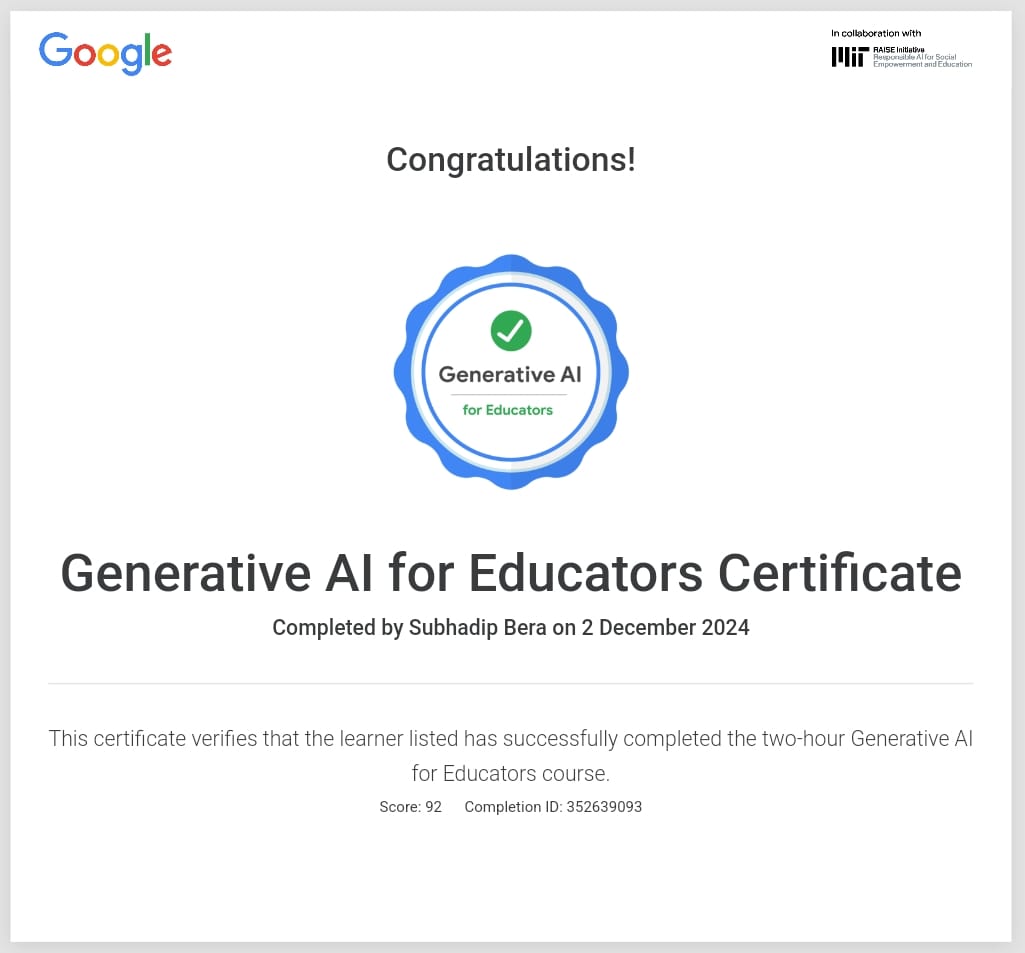 Google
In collaboration with
MIT RAISE Initiative
Responsible AI for Social
Empowerment and Education
Congratulations!
Generative AI
for Educators
Generative AI for Educators Certificate
Completed by Subhadip Bera on 2 December 2024
This certificate verifies that the learner listed has successfully completed the two-hour Generative AI
for Educators course.
Score: 92 Completion ID: 352639093